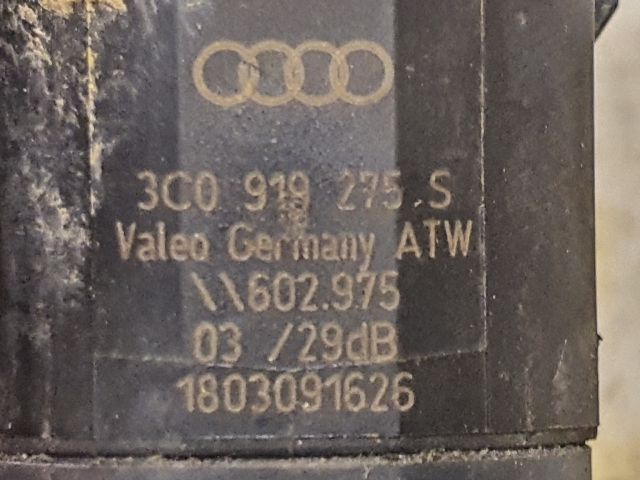 3C0 919 275 S
Valeo Germany ATW
\\602.975
03 /29dB
1803091626